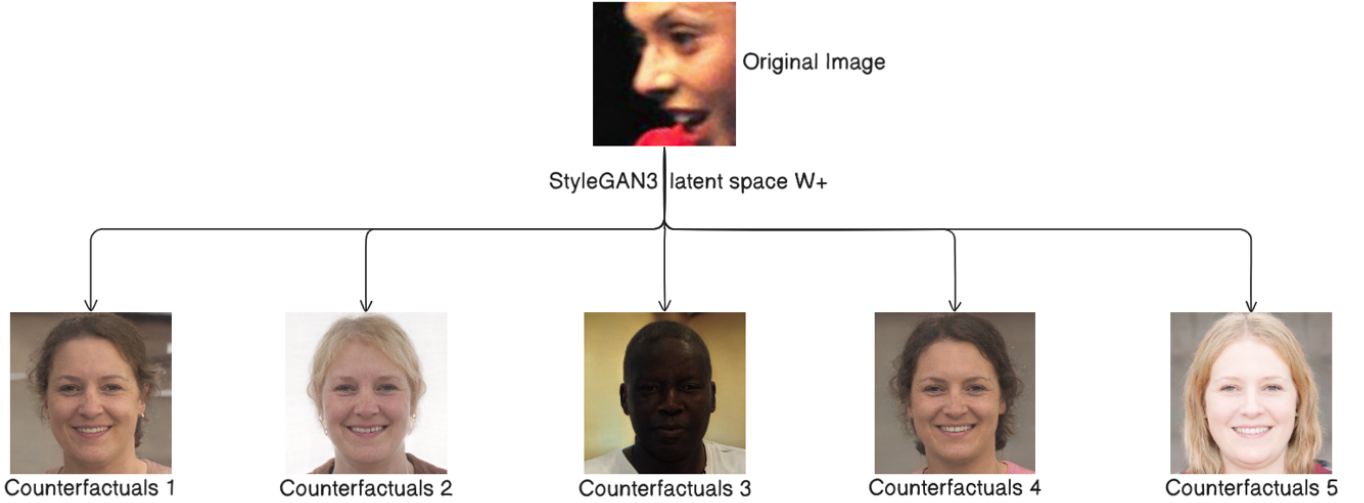 Original Image
StyleGAN3 latent space W+
Counterfactuals 1
Counterfactuals 2
Counterfactuals 3
Counterfactuals 4
Counterfactuals 5